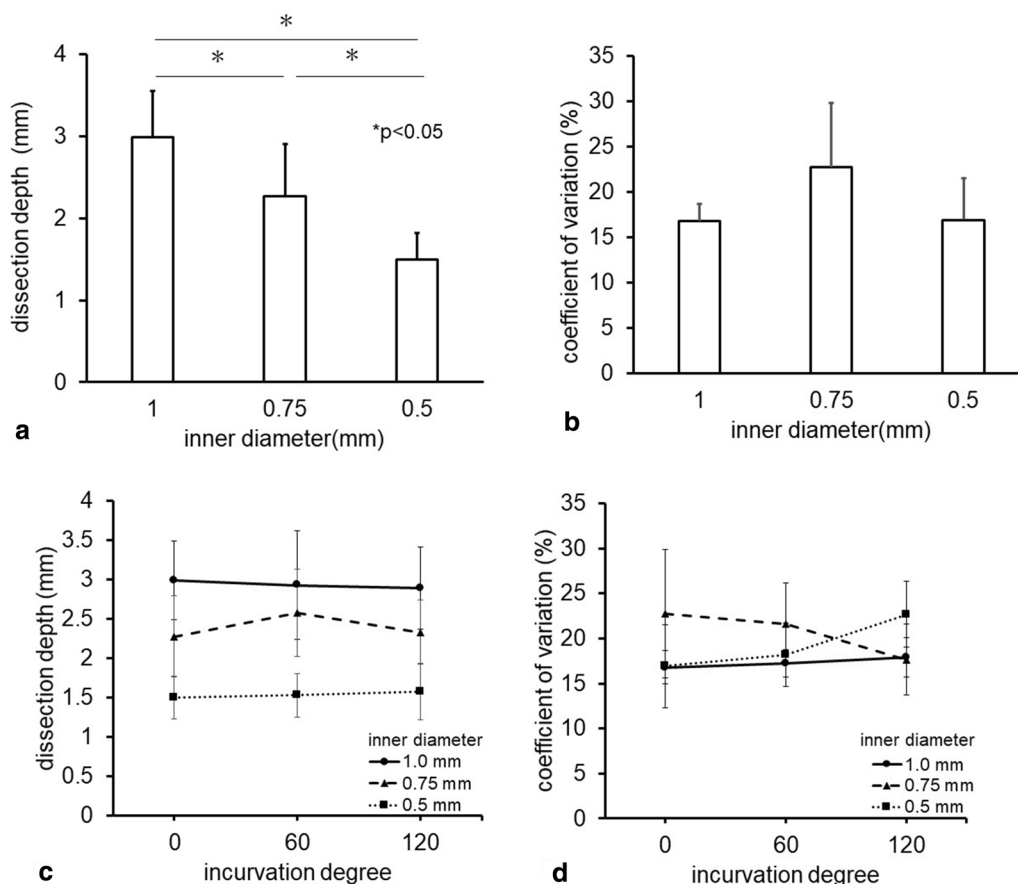 *
*
*
4
3
2
1
0
dissection depth (mm)
*p<0.05
1
0.75
0.5
inner diameter(mm)
a
35
30
25
20
15
10
5
0
coefficient of variation (%)
1
0.75
0.5
inner diameter(mm)
b
4
3.5
3
2.5
2
1.5
1
0.5
0
dissection depth (mm)
inner diameter
1.0 mm
0.75 mm
0.5 mm
0
60
120
incurvation degree
c
35
30
25
20
15
10
5
0
coefficient of variation (%)
inner diameter
1.0 mm
0.75 mm
0.5 mm
0
60
120
incurvation degree
d